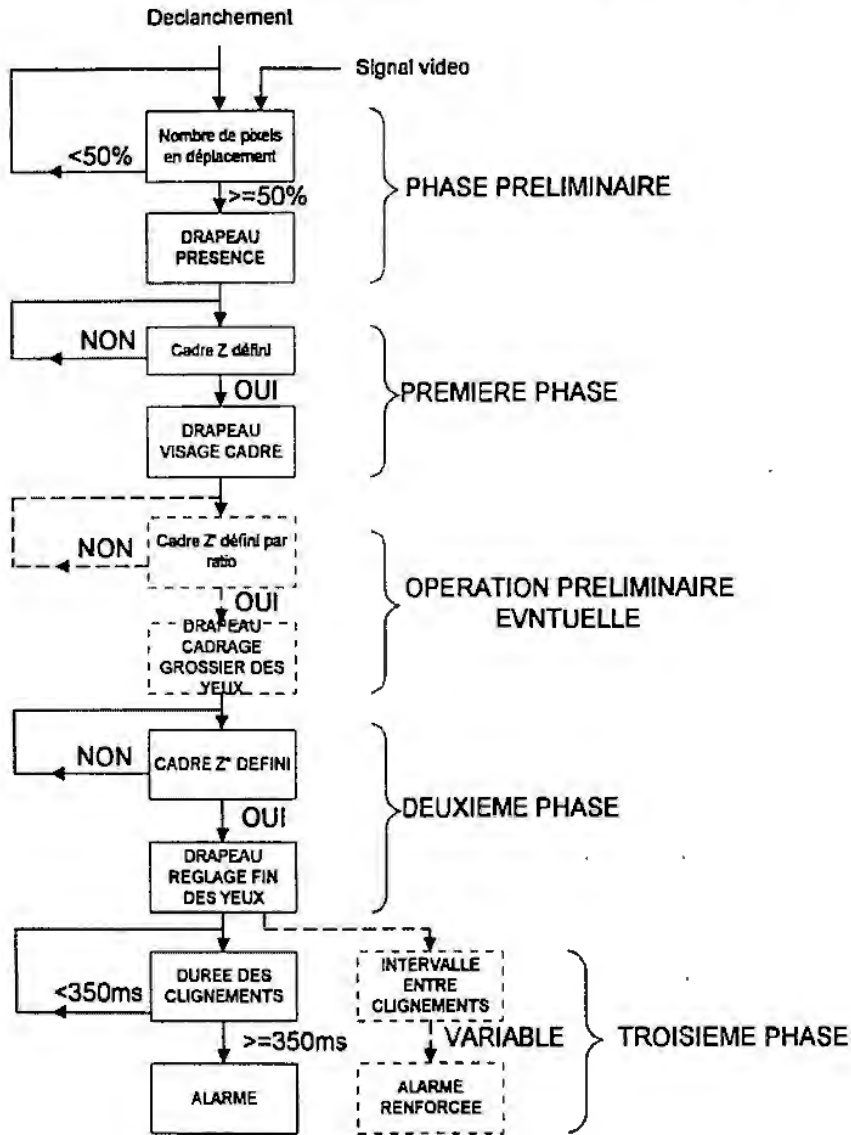 Declanchement
Signal video
Nombre de pixels
en déplacement
<50%
>=50%
PHASE PRELIMINAIRE
DRAPEAU
PRESENCE
NON
Cadre Z défini
OUI
PREMIERE PHASE
DRAPEAU
VISAGE CADRE
NON
Cadre Z' défini par
ratio
OUI
OPERATION PRELIMINAIRE
EVNTUELLE
DRAPEAU
CADRAGE
GROSSIER DES
YEUX
NON
CADRE Z" DEFINI
OUI
DEUXIEME PHASE
DRAPEAU
REGLAGE FIN
DES YEUX
<350ms
DUREE DES
CLIGNEMENTS
INTERVALLE
ENTRE
CLIGNEMENTS
>=350ms
VARIABLE
TROISIEME PHASE
ALARME
ALARME
RENFORCEE